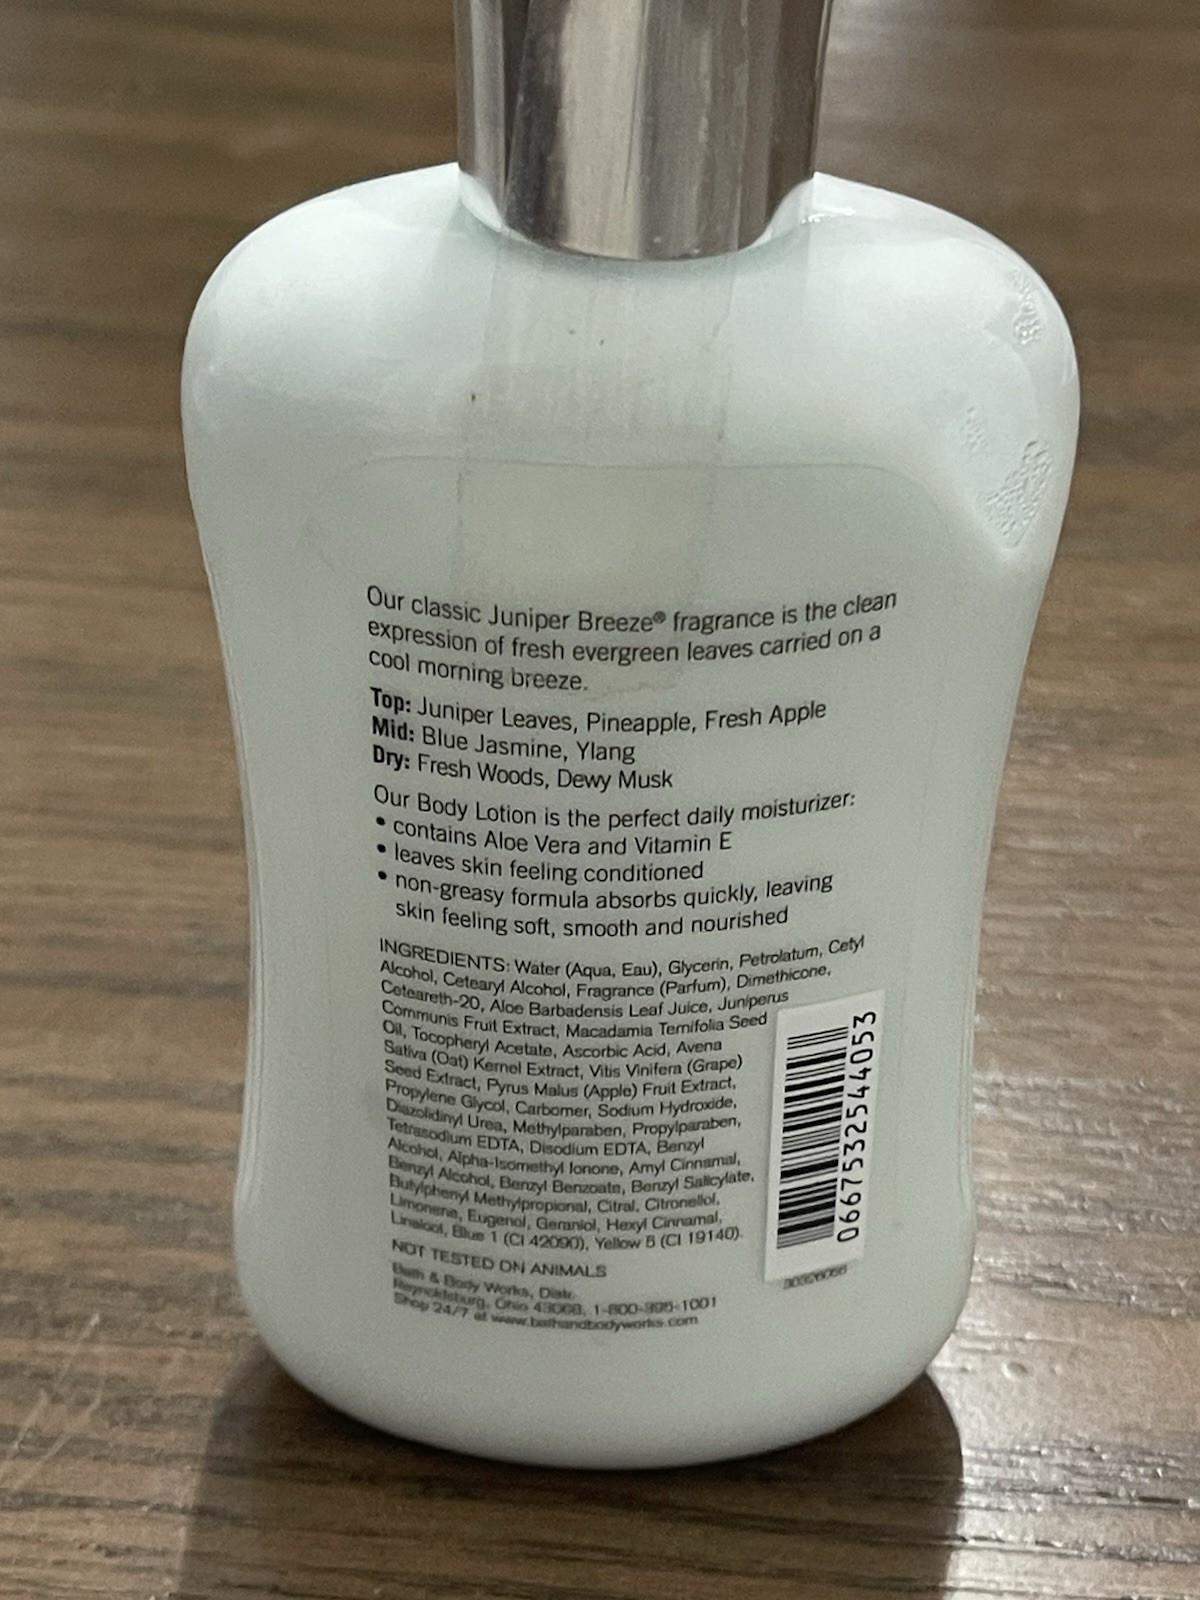 Our classic Juniper Breeze® fragrance is the clean
expression of fresh evergreen leaves carried on a
cool morning breeze.
Top: Juniper Leaves, Pineapple, Fresh Apple
Mid: Blue Jasmine, Ylang
Dry: Fresh Woods, Dewy Musk
Our Body Lotion is the perfect daily moisturizer:
• contains Aloe Vera and Vitamin E
• leaves skin feeling conditioned
• non-greasy formula absorbs quickly, leaving
skin feeling soft, smooth and nourished
INGREDIENTS: Water (Aqua, Eau), Glycerin, Petrolatum, Cetyl
Alcohol, Cetearyl Alcohol, Fragrance (Parfum), Dimethicone,
Ceteareth-20, Aloe Barbadensis Leaf Juice, Juniperus
Communis Fruit Extract, Macadamia Ternifolia Seed
Oil, Tocopheryl Acetate, Ascorbic Acid, Avena
Sativa (Oat) Kernel Extract, Vitis Vinifera (Grape)
Seed Extract, Pyrus Malus (Apple) Fruit Extract,
Propylene Glycol, Carbomer, Sodium Hydroxide,
Diazolidinyl Urea, Methylparaben, Propylparaben,
Tetrasodium EDTA, Disodium EDTA, Benzyl
Alcohol, Alpha-Isomethyl Ionone, Amyl Cinnamal,
Benzyl Alcohol, Benzyl Benzoate, Benzyl Salicylate,
Butylphenyl Methylpropional, Citral, Citronellol,
Limonene, Eugenol, Geraniol, Hexyl Cinnamal,
Linalool, Blue 1 (CI 42090), Yellow 5 (CI 19140).
NOT TESTED ON ANIMALS
Bath & Body Works, Distr.
Reynoldsburg, Ohio 43068, 1-800-395-1001
Shop 24/7 at www.bathandbodyworks.com
0667532544053